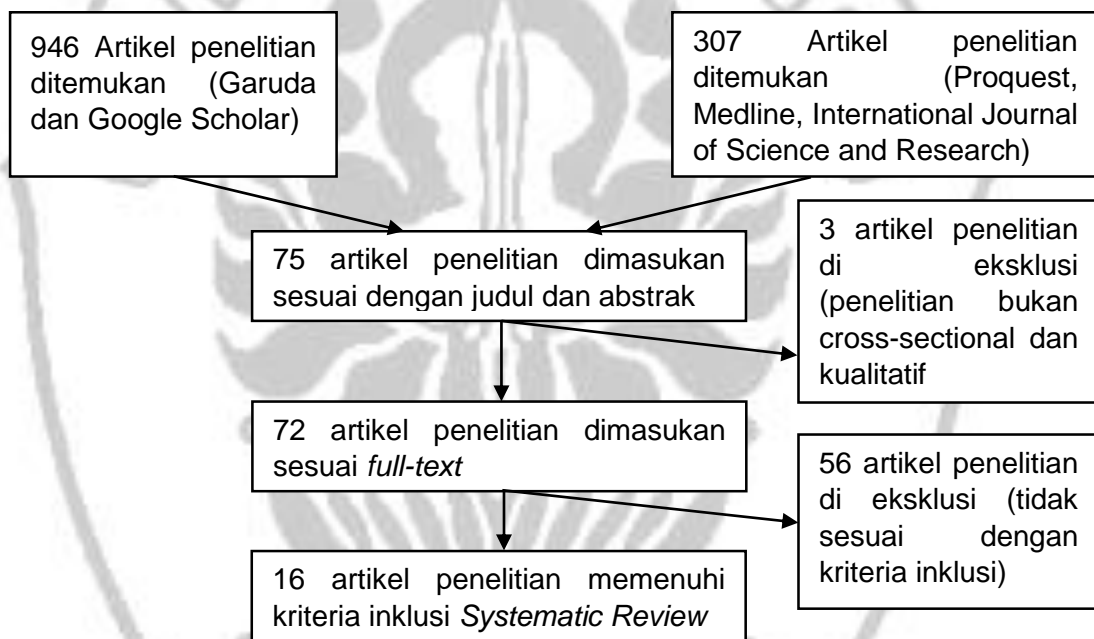 946 Artikel penelitian
ditemukan (Garuda
dan Google Scholar)
307 Artikel penelitian
ditemukan (Proquest,
Medline, International Journal
of Science and Research)
75 artikel penelitian dimasukan
sesuai dengan judul dan abstrak
3 artikel penelitian
di eksklusi
(penelitian bukan
cross-sectional dan
kualitatif
72 artikel penelitian dimasukan
sesuai full-text
56 artikel penelitian
di eksklusi (tidak
sesuai dengan
kriteria inklusi)
16 artikel penelitian memenuhi
kriteria inklusi Systematic Review